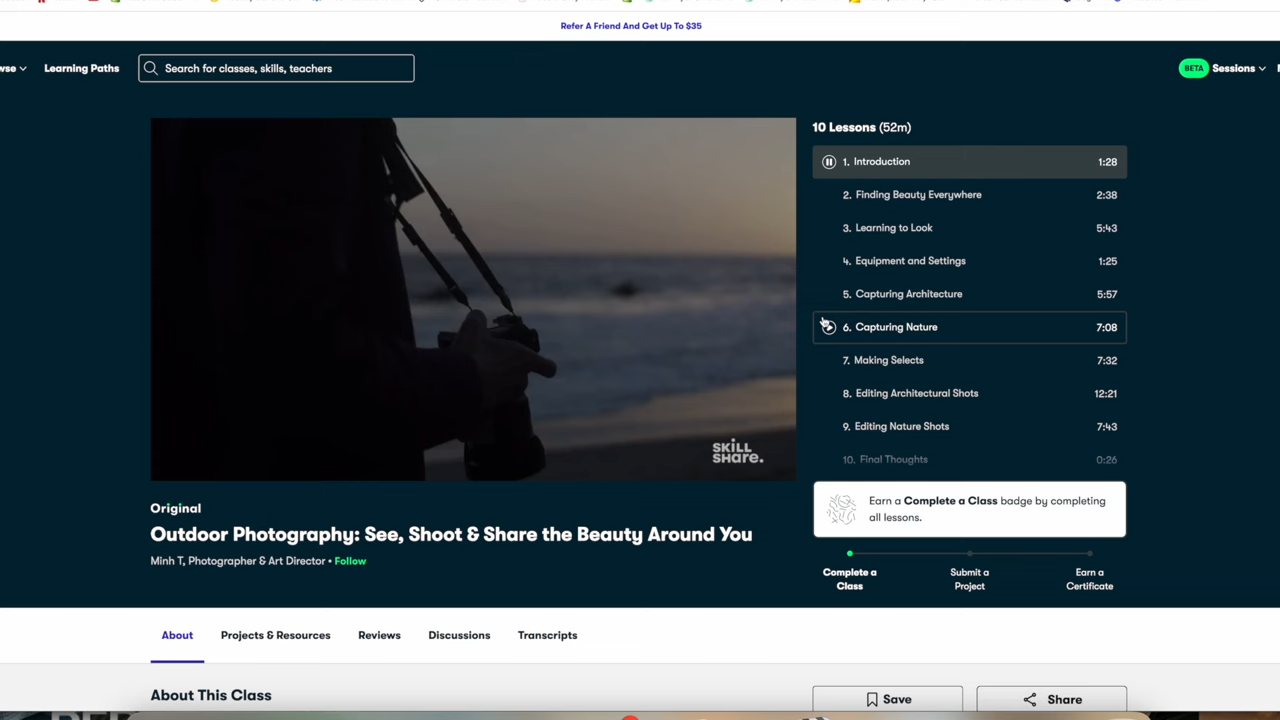 Refer A Friend And Get Up To $35
wse
Learning Paths
Search for classes, skills, teachers
BETA
Sessions
10 Lessons (52m)
1. Introduction 1:28
2. Finding Beauty Everywhere 2:38
3. Learning to Look 5:43
4. Equipment and Settings 1:25
5. Capturing Architecture 5:57
6. Capturing Nature 7:08
7. Making Selects 7:32
8. Editing Architectural Shots 12:21
9. Editing Nature Shots 7:43
10. Final Thoughts 0:26
SKILL
SHARE.
Earn a Complete a Class badge by completing
all lessons.
Original
Outdoor Photography: See, Shoot & Share the Beauty Around You
Minh T, Photographer & Art Director • Follow
Complete a
Class
Submit a
Project
Earn a
Certificate
About
Projects & Resources
Reviews
Discussions
Transcripts
About This Class
Save
Share